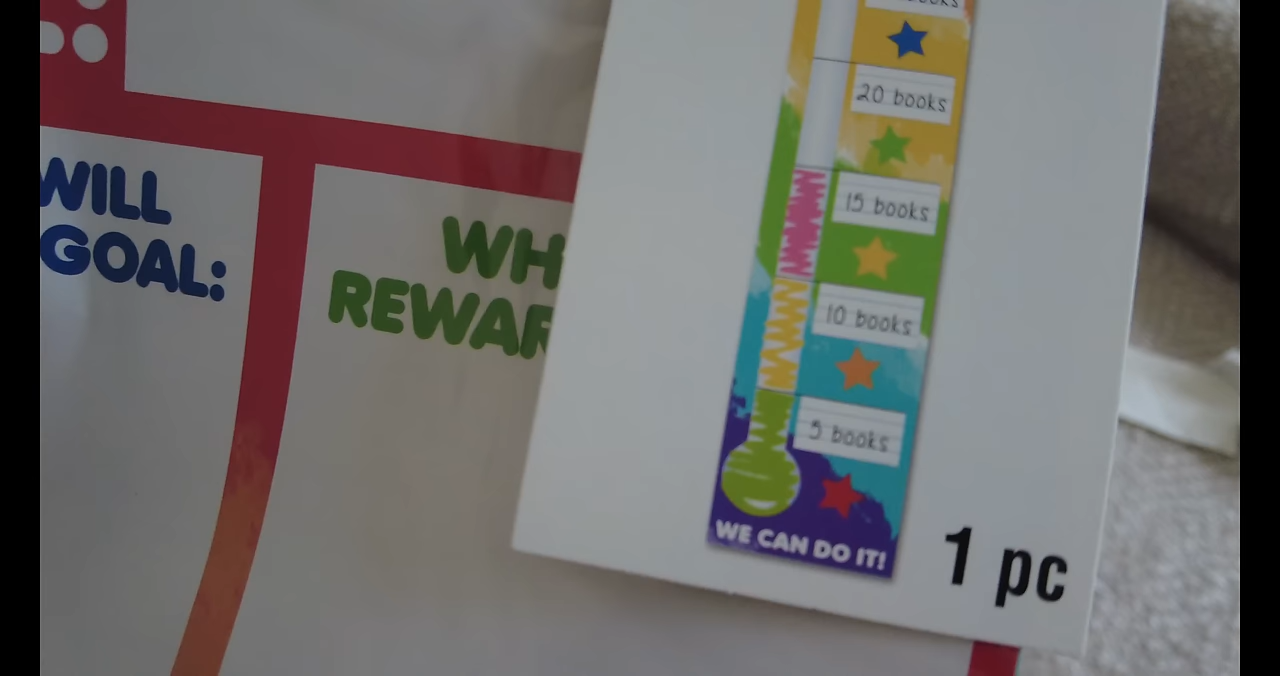 WILL
GOAL:
WH
REWAR
20 books
15 books
10 books
5 books
WE CAN DO IT!
1 pc